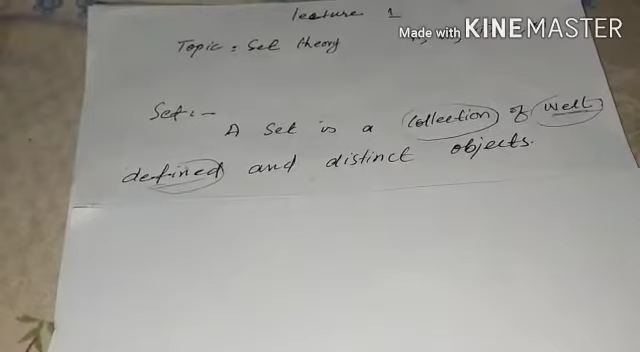 lecture 1
Made with KINEMASTER
Topic: Set theory
Set:-
A set is a collection of well
defined and distinct objects.